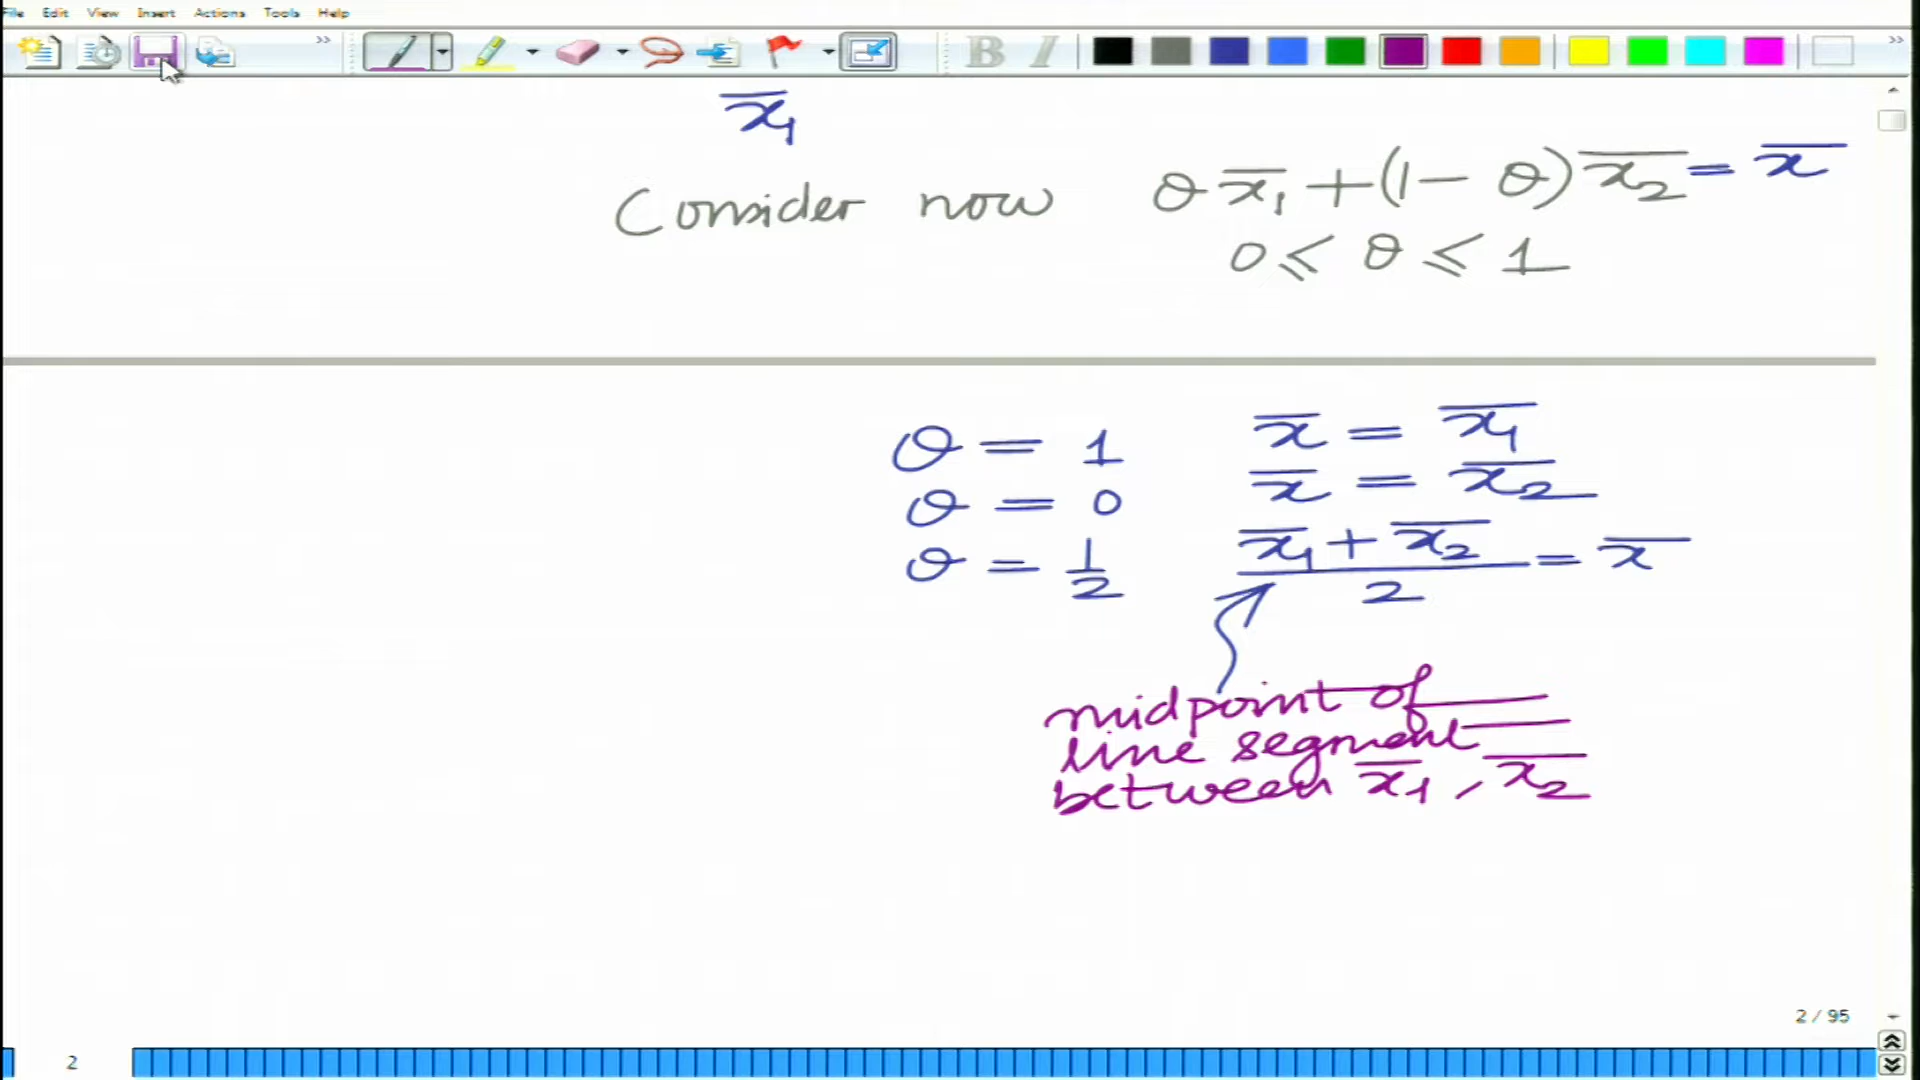 File Edit View Insert Actions Tools Help
B I
x̅₁
Consider now θx̅₁ + (1 - θ)x̅₂ = x̅
0 ≤ θ ≤ 1
θ = 1 x̅ = x̅₁
θ = 0 x̅ = x̅₂
θ = 1/2 (x̅₁ + x̅₂)/2 = x̅
midpoint of
line segment
between x̅₁, x̅₂
2 / 95
2